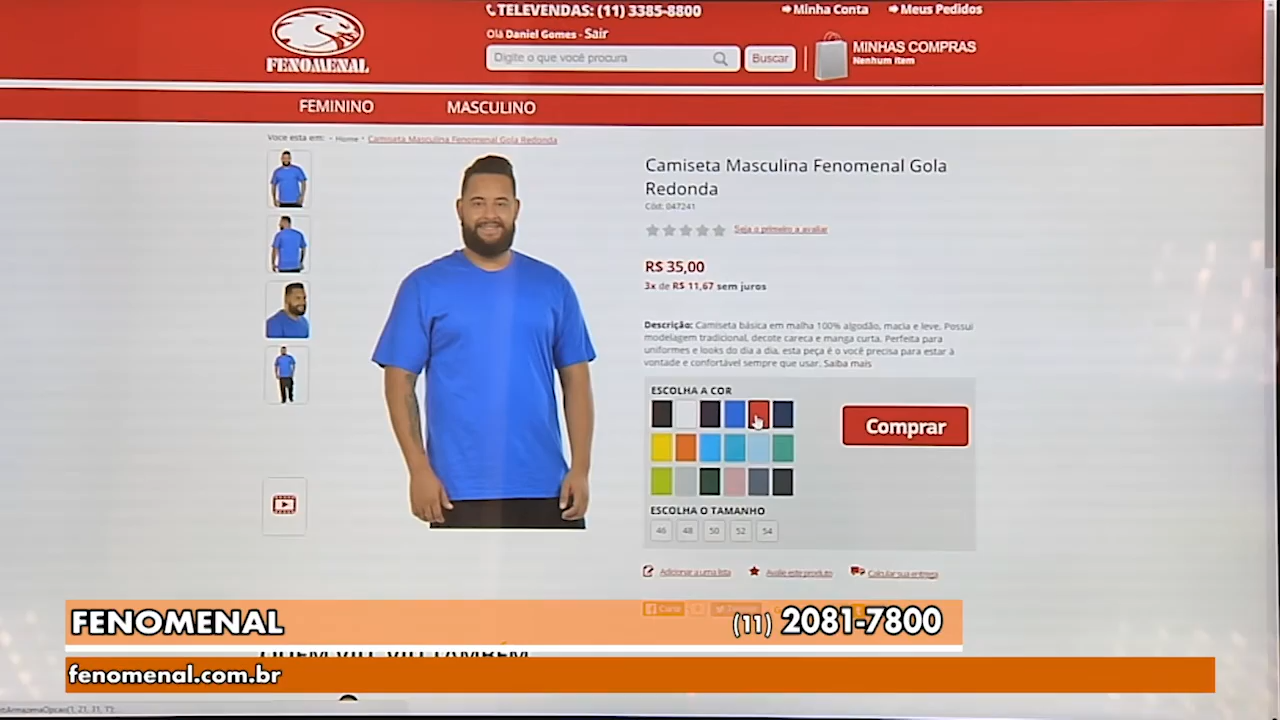 TELEVENDAS: (11) 3385-8800
Minha Conta
Meus Pedidos
Olá Daniel Gomes - Sair
FENOMENAL
Digite o que você procura
Buscar
MINHAS COMPRAS
Nenhum item
FEMININO
MASCULINO
Voce esta em: • Home • Camiseta Masculina Fenomenal Gola Redonda
Camiseta Masculina Fenomenal Gola
Redonda
Cód: 047241
Seja o primeiro a avaliar
R$ 35,00
3x de R$ 11,67 sem juros
Descrição: Camiseta básica em malha 100% algodão, macia e leve. Possui
modelagem tradicional, decote careca e manga curta. Perfeita para
uniformes e looks do dia a dia, esta peça é o você precisa para estar à
vontade e confortável sempre que usar. Saiba mais
ESCOLHA A COR
Comprar
ESCOLHA O TAMANHO
46 48 50 52 54
Adicionar a uma lista
Avalie este produto
Calcular sua entrega
FENOMENAL
(11) 2081-7800
fenomenal.com.br